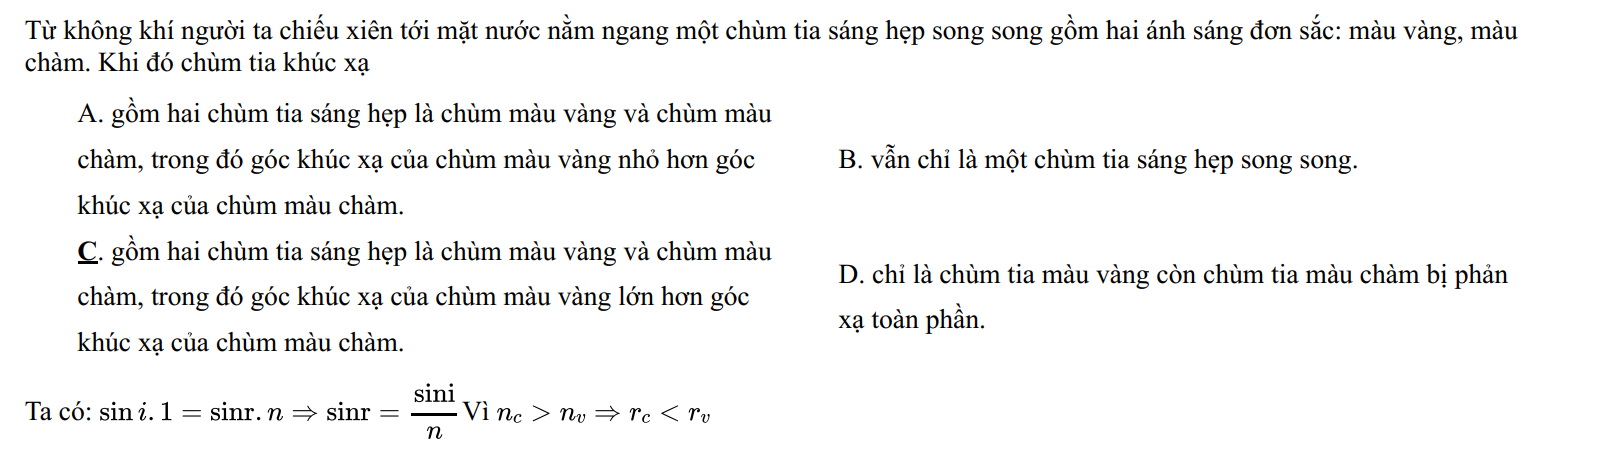 Từ không khí người ta chiếu xiên tới mặt nước nằm ngang một chùm tia sáng hẹp song song gồm hai ánh sáng đơn sắc: màu vàng, màu
chàm. Khi đó chùm tia khúc xạ
A. gồm hai chùm tia sáng hẹp là chùm màu vàng và chùm màu
chàm, trong đó góc khúc xạ của chùm màu vàng nhỏ hơn góc
khúc xạ của chùm màu chàm.
B. vẫn chỉ là một chùm tia sáng hẹp song song.
C. gồm hai chùm tia sáng hẹp là chùm màu vàng và chùm màu
chàm, trong đó góc khúc xạ của chùm màu vàng lớn hơn góc
khúc xạ của chùm màu chàm.
D. chỉ là chùm tia màu vàng còn chùm tia màu chàm bị phản
xạ toàn phần.
Ta có: $\sin i.1 = \mathrm{sinr}.n \Rightarrow \mathrm{sinr} = \frac{\mathrm{sini}}{n}$ Vì $n_c > n_v \Rightarrow r_c < r_v$